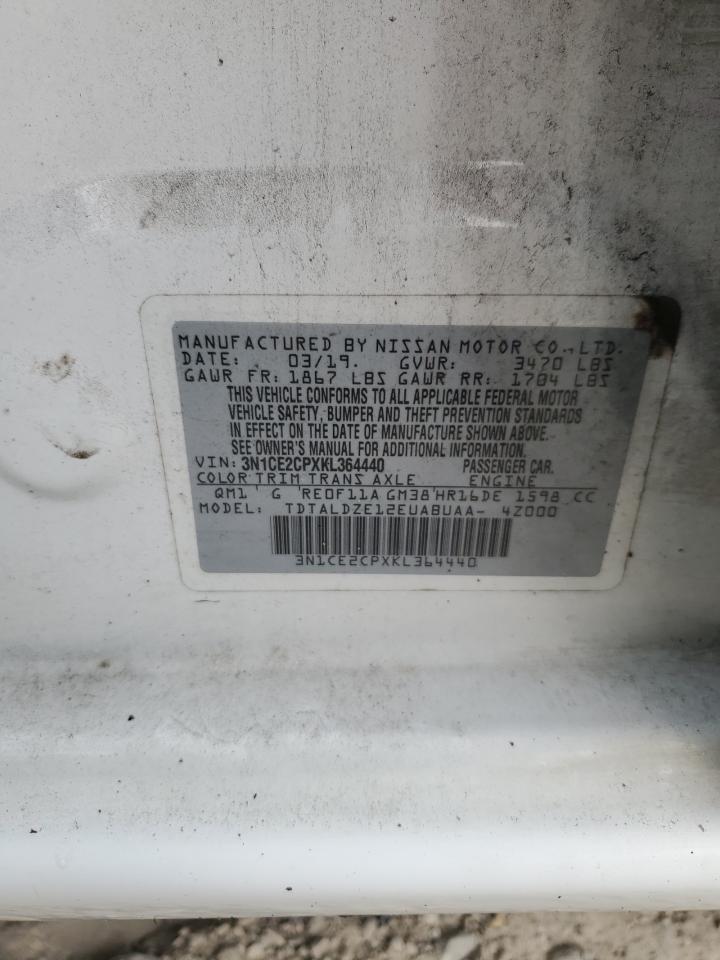 MANUFACTURED BY NISSAN MOTOR CO., LTD.
DATE: 03/19. GVWR: 3470 LBS
GAWR FR: 1867 LBS GAWR RR: 1704 LBS
THIS VEHICLE CONFORMS TO ALL APPLICABLE FEDERAL MOTOR
VEHICLE SAFETY, BUMPER AND THEFT PREVENTION STANDARDS
IN EFFECT ON THE DATE OF MANUFACTURE SHOWN ABOVE.
SEE OWNER'S MANUAL FOR ADDITIONAL INFORMATION.
VIN: 3N1CE2CPXKL364440 PASSENGER CAR.
COLOR TRIM TRANS AXLE ENGINE
QM1 G RE0F11A GM38 HR16DE 1598 CC
MODEL: TDTALDZE12EUABUAA- 4Z000
3N1CE2CPXKL364440